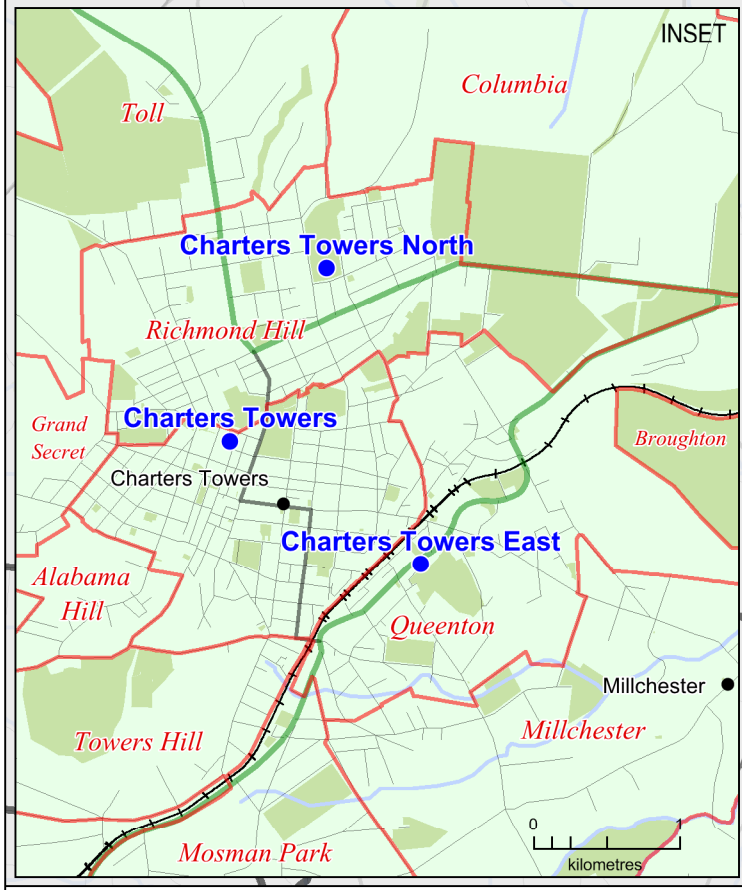 INSET
Columbia
Toll
Charters Towers North
Richmond Hill
Charters Towers
Grand
Secret
Broughton
Charters Towers
Charters Towers East
Alabama
Hill
Queenton
Millchester
Millchester
Towers Hill
0 1
kilometres
Mosman Park